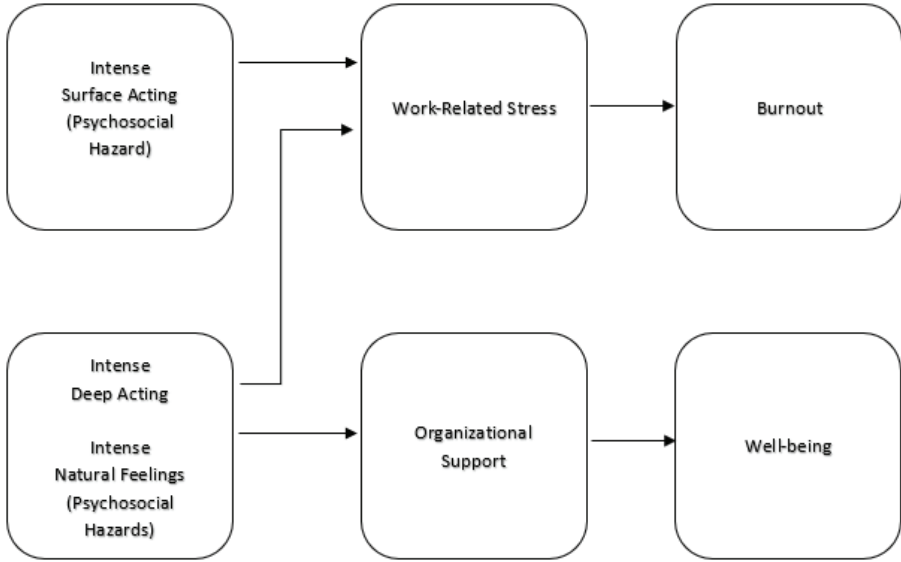 Intense
Surface Acting
(Psychosocial
Hazard)
Work-Related Stress
Burnout
Intense
Deep Acting
Intense
Natural Feelings
(Psychosocial
Hazards)
Organizational
Support
Well-being